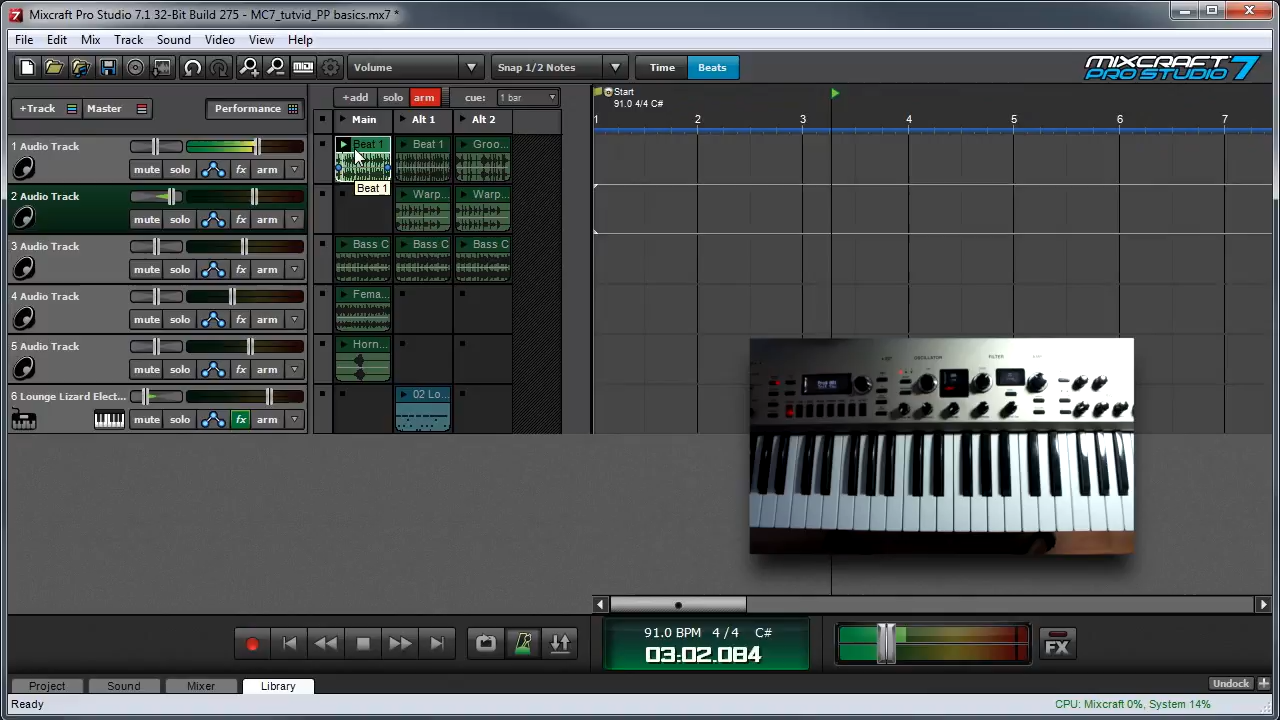 Mixcraft Pro Studio 7.1 32-Bit Build 275 - MC7_tutvid_PP basics.mx7 *
File Edit Mix Track Sound Video View Help
Volume Snap 1/2 Notes Time Beats
MIXCRAFT PRO STUDIO 7
+Track Master Performance
+add solo arm cue: 1 bar
Start
91.0 4/4 C#
Main Alt 1 Alt 2
1 2 3 4 5 6 7
1 Audio Track
mute solo fx arm
Beat 1 Beat 1 Groo...
Beat 1
2 Audio Track
mute solo fx arm
Warp... Warp...
3 Audio Track
mute solo fx arm
Bass C Bass C Bass C
4 Audio Track
mute solo fx arm
Fema...
5 Audio Track
mute solo fx arm
Horn...
6 Lounge Lizard Elect...
mute solo fx arm
02 Lo...
OSCILLATOR FILTER
91.0 BPM 4/4 C#
03:02.084
FX
Project Sound Mixer Library
Undock
Ready
CPU: Mixcraft 0%, System 14%